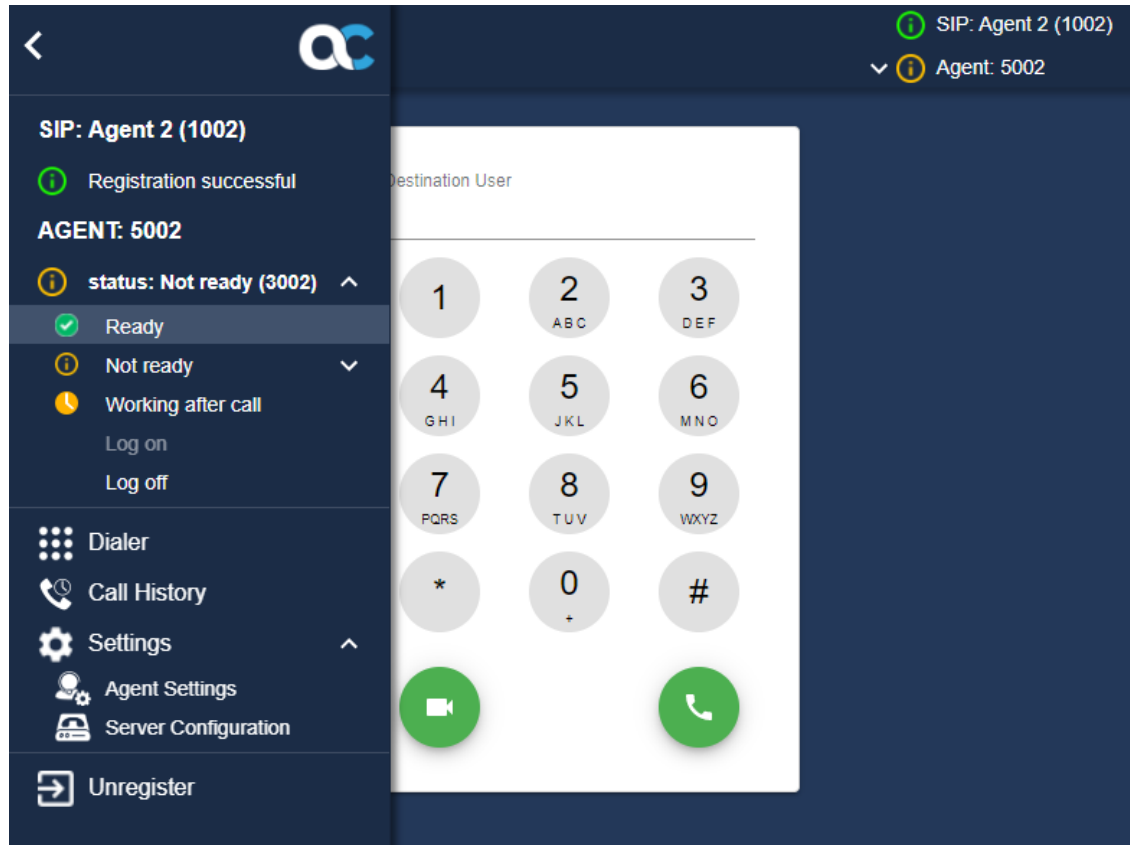 SIP: Agent 2 (1002)
Agent: 5002
SIP: Agent 2 (1002)
Registration successful
AGENT: 5002
status: Not ready (3002)
Ready
Not ready
Working after call
Log on
Log off
Dialer
Call History
Settings
Agent Settings
Server Configuration
Unregister
Destination User
1
2
ABC
3
DEF
4
GHI
5
JKL
6
MNO
7
PQRS
8
TUV
9
WXYZ
*
0
+
#